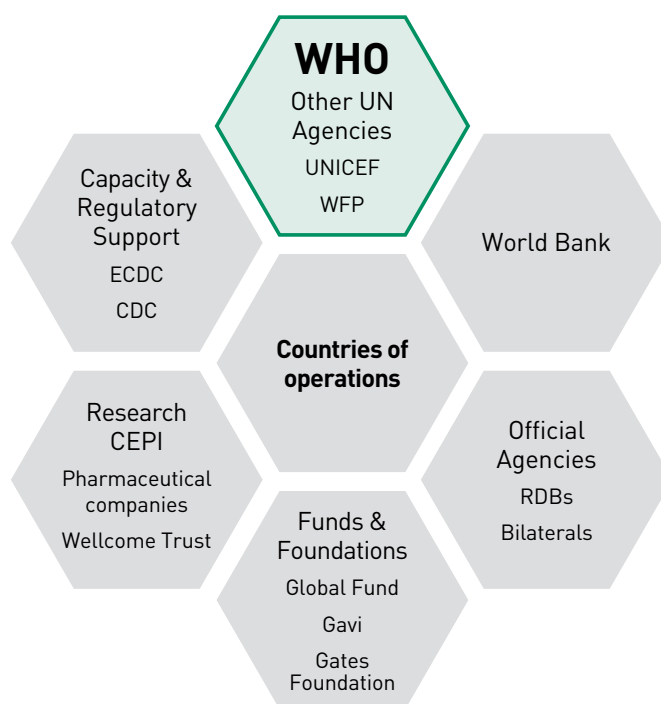 WHO
Other UN
Agencies
UNICEF
WFP
Capacity &
Regulatory
Support
ECDC
CDC
World Bank
Countries of
operations
Research
CEPI
Pharmaceutical
companies
Wellcome Trust
Official
Agencies
RDBs
Bilaterals
Funds &
Foundations
Global Fund
Gavi
Gates
Foundation